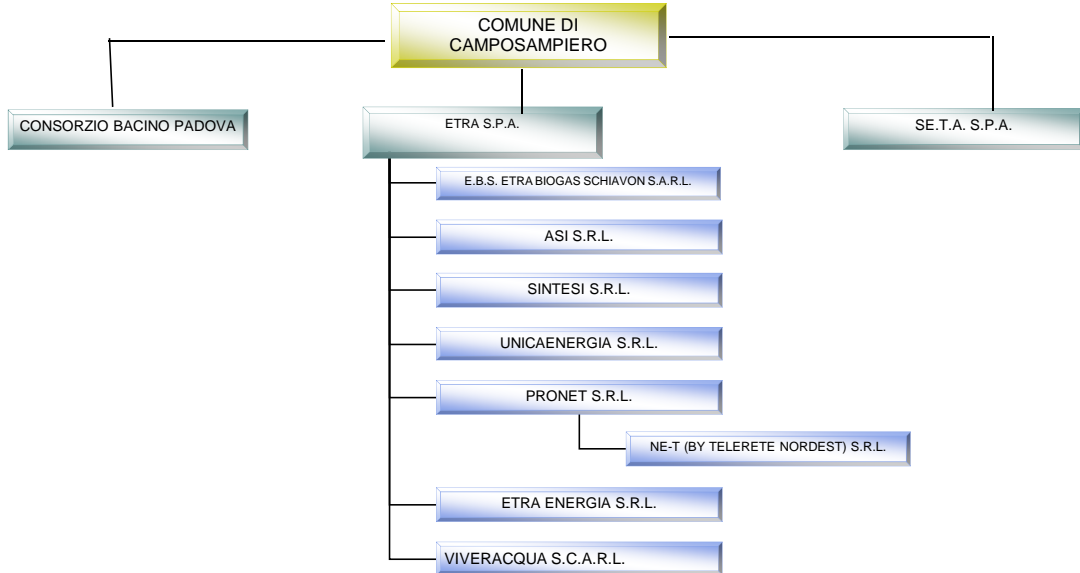 COMUNE DI
CAMPOSAMPIERO
CONSORZIO BACINO PADOVA
ETRA S.P.A.
SE.T.A. S.P.A.
E.B.S. ETRA BIOGAS SCHIAVON S.A.R.L.
ASI S.R.L.
SINTESI S.R.L.
UNICAENERGIA S.R.L.
PRONET S.R.L.
NE-T (BY TELERETE NORDEST) S.R.L.
ETRA ENERGIA S.R.L.
VIVERACQUA S.C.A.R.L.